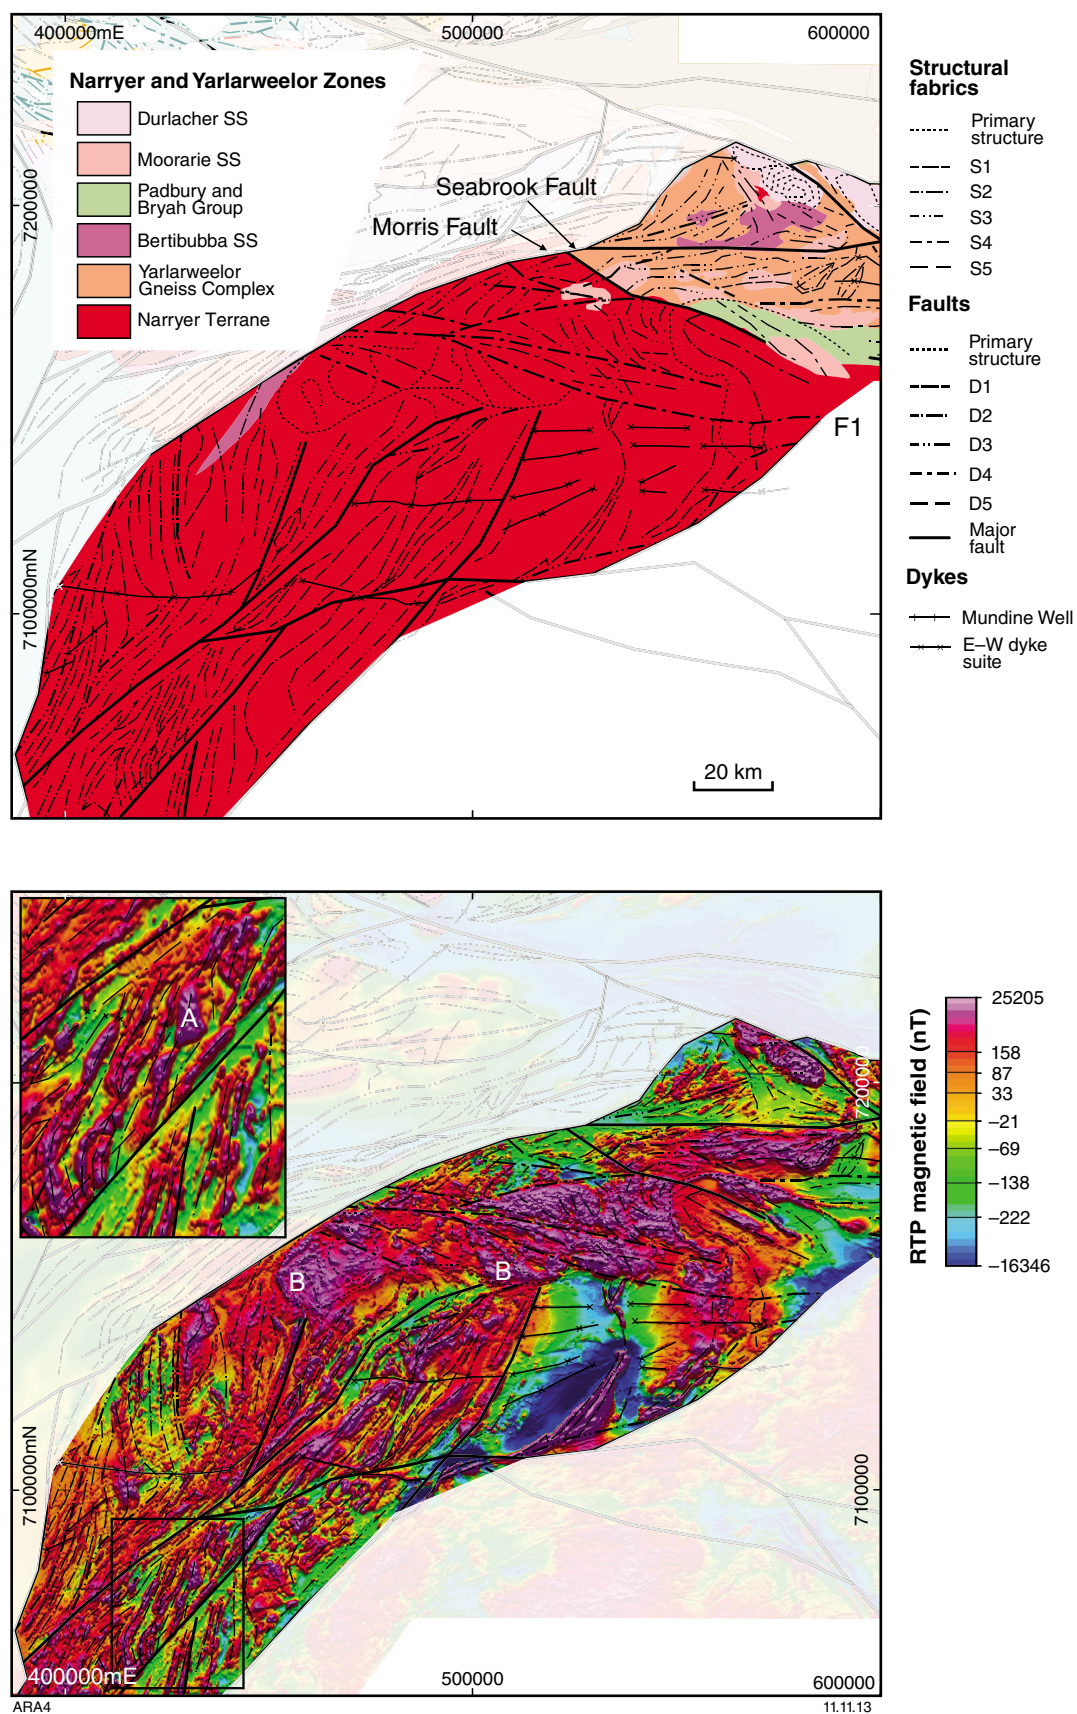 400000mE
500000
600000
Narryer and Yarlarweelor Zones
Durlacher SS
Moorarie SS
Padbury and
Bryah Group
Bertibubba SS
Yarlarweelor
Gneiss Complex
Narryer Terrane
Seabrook Fault
Morris Fault
7200000
7100000mN
F1
20 km
Structural
fabrics
Primary
structure
S1
S2
S3
S4
S5
Faults
Primary
structure
D1
D2
D3
D4
D5
Major
fault
Dykes
Mundine Well
E–W dyke
suite
A
B
B
7200000
7100000mN
7100000
400000mE
500000
600000
RTP magnetic field (nT)
25205
158
87
33
−21
−69
−138
−222
−16346
ARA4
11.11.13